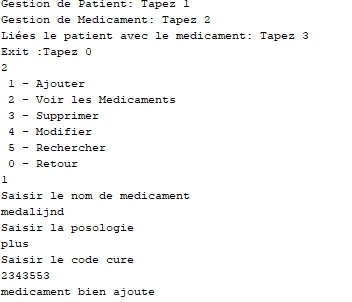 Gestion de Patient: Tapez 1
Gestion de Medicament: Tapez 2
Liées le patient avec le medicament: Tapez 3
Exit :Tapez 0
2
1 - Ajouter
2 - Voir les Medicaments
3 - Supprimer
4 - Modifier
5 - Rechercher
0 - Retour
1
Saisir le nom de medicament
medalijnd
Saisir la posologie
plus
Saisir le code cure
2343553
medicament bien ajoute